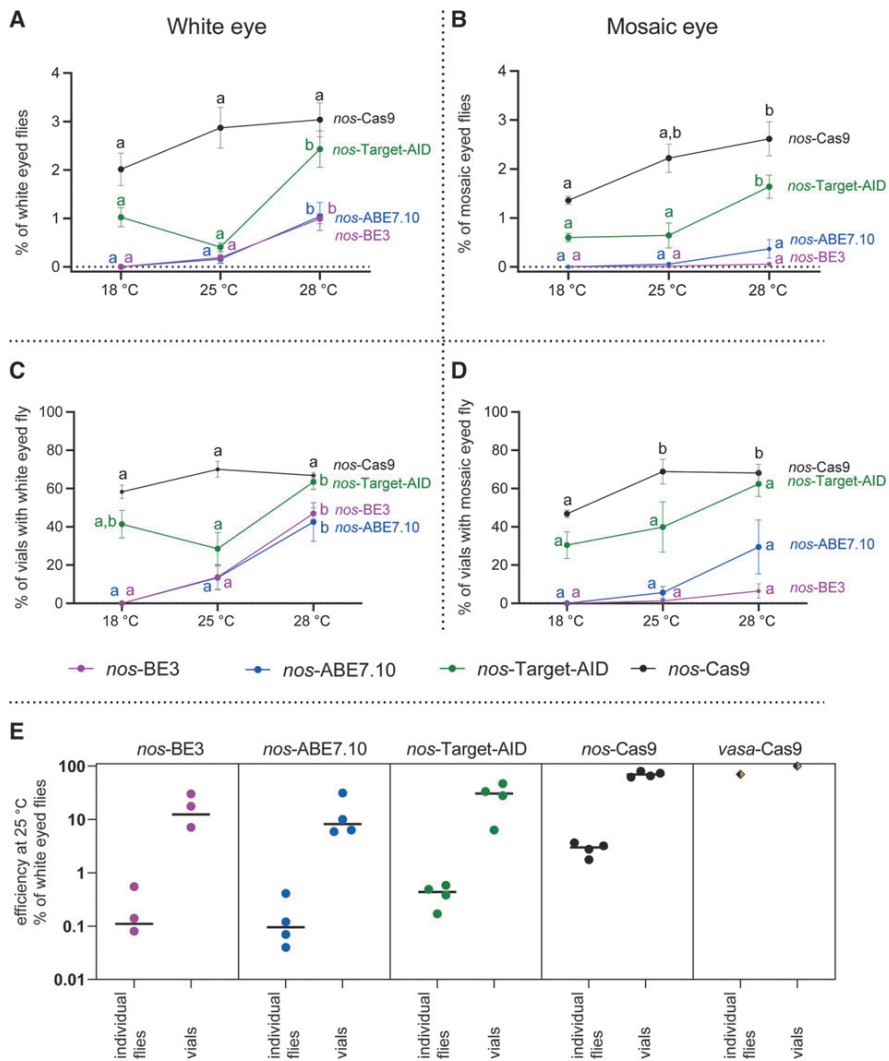 A
White eye
% of white eyed flies
4
3
2
1
0
a
a
a
nos-Cas9
a
a
b
nos-Target-AID
a a
a a
b b
nos-ABE7.10
nos-BE3
18 °C
25 °C
28 °C
B
Mosaic eye
% of mosaic eyed flies
4
3
2
1
0
a
a,b
b
nos-Cas9
a
a
b
nos-Target-AID
a a
a a
a
a
nos-ABE7.10
nos-BE3
18 °C
25 °C
28 °C
C
% of vials with white eyed fly
100
80
60
40
20
0
a
a
a
nos-Cas9
a,b
a
b
nos-Target-AID
a a
a a
b
b
nos-BE3
nos-ABE7.10
18 °C
25 °C
28 °C
D
% of vials with mosaic eyed fly
100
80
60
40
20
0
a
b
b
nos-Cas9
a
a
a
nos-Target-AID
a a
a a
a
a
nos-ABE7.10
nos-BE3
18 °C
25 °C
28 °C
nos-BE3 nos-ABE7.10 nos-Target-AID nos-Cas9
E
nos-BE3 nos-ABE7.10 nos-Target-AID nos-Cas9 vasa-Cas9
efficiency at 25 °C
% of white eyed flies
100
10
1
0.1
0.01
individual
flies
vials
individual
flies
vials
individual
flies
vials
individual
flies
vials
individual
flies
vials